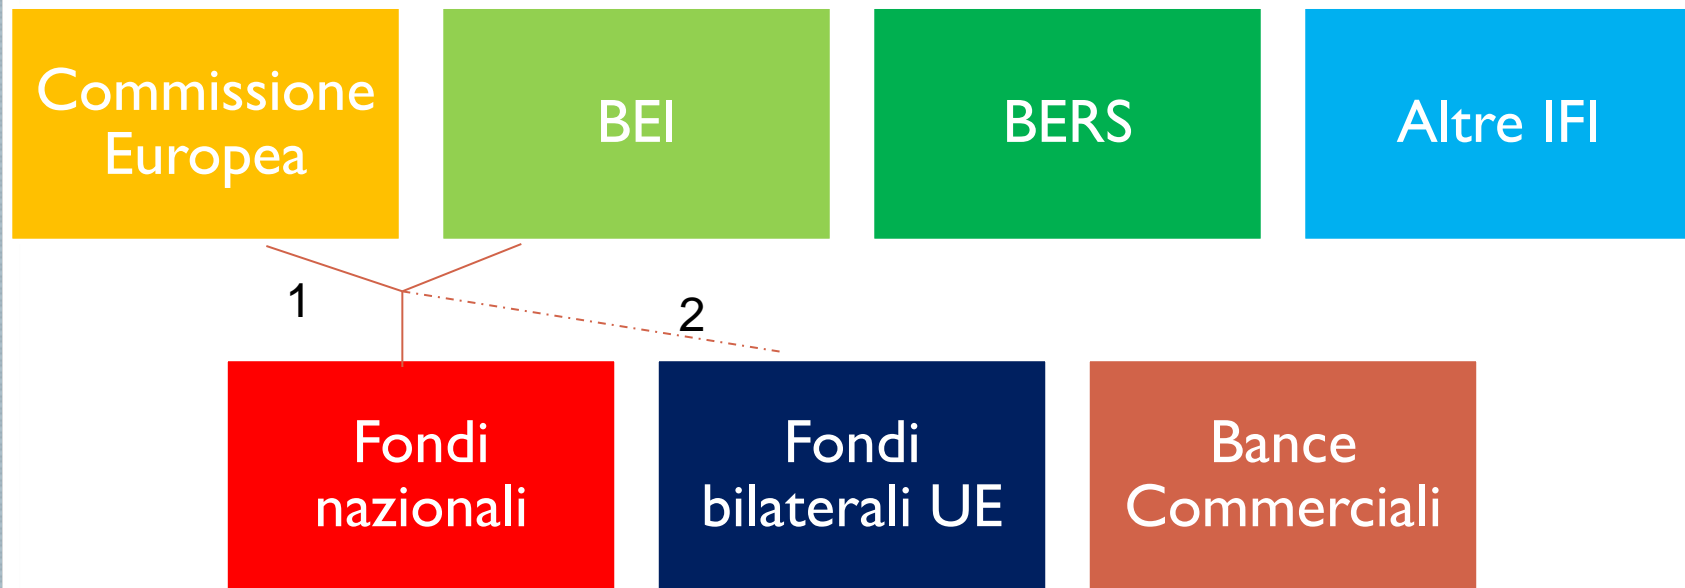 Commissione
Europea
BEI
BERS
Altre IFI
1
2
Fondi
nazionali
Fondi
bilaterali UE
Bance
Commerciali